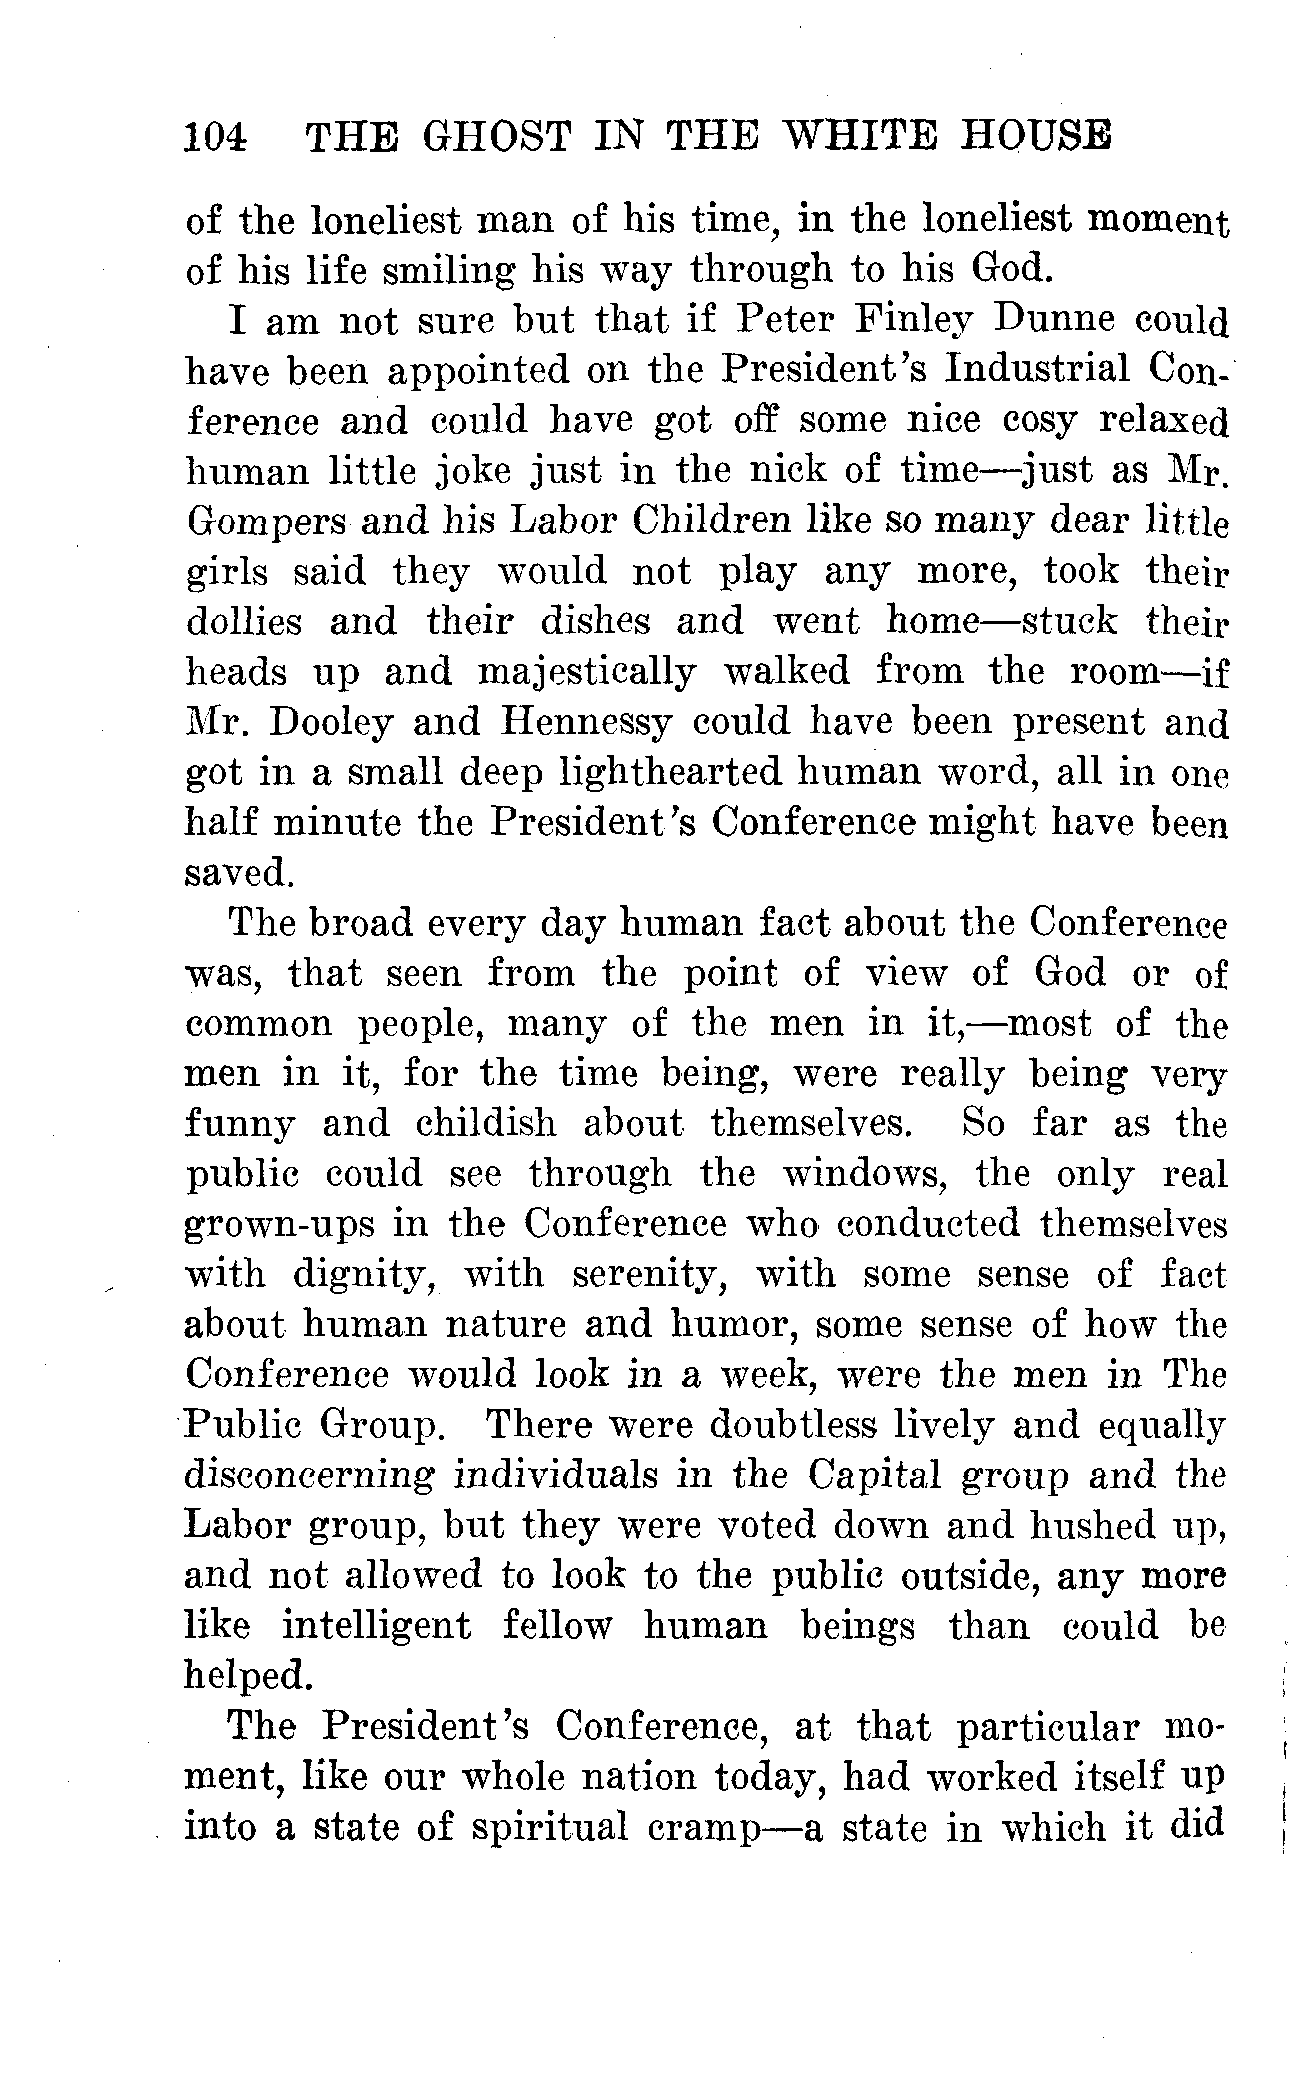 104 THE GHOST IN THE WHITE HOUSE
of the loneliest man of his time, in the loneliest moment
of his life smiling his way through to his God.
I am not sure but that if Peter Finley Dunne could
have been appointed on the President's Industrial Con-
ference and could have got off some nice cosy relaxed
human little joke just in the nick of time—just as Mr.
Gompers and his Labor Children like so many dear little
girls said they would not play any more, took their
dollies and their dishes and went home—stuck their
heads up and majestically walked from the room—if
Mr. Dooley and Hennessy could have been present and
got in a small deep lighthearted human word, all in one
half minute the President's Conference might have been
saved.
The broad every day human fact about the Conference
was, that seen from the point of view of God or of
common people, many of the men in it,—most of the
men in it, for the time being, were really being very
funny and childish about themselves. So far as the
public could see through the windows, the only real
grown-ups in the Conference who conducted themselves
with dignity, with serenity, with some sense of fact
about human nature and humor, some sense of how the
Conference would look in a week, were the men in The
Public Group. There were doubtless lively and equally
disconcerning individuals in the Capital group and the
Labor group, but they were voted down and hushed up,
and not allowed to look to the public outside, any more
like intelligent fellow human beings than could be
helped.
The President's Conference, at that particular mo-
ment, like our whole nation today, had worked itself up
into a state of spiritual cramp—a state in which it did